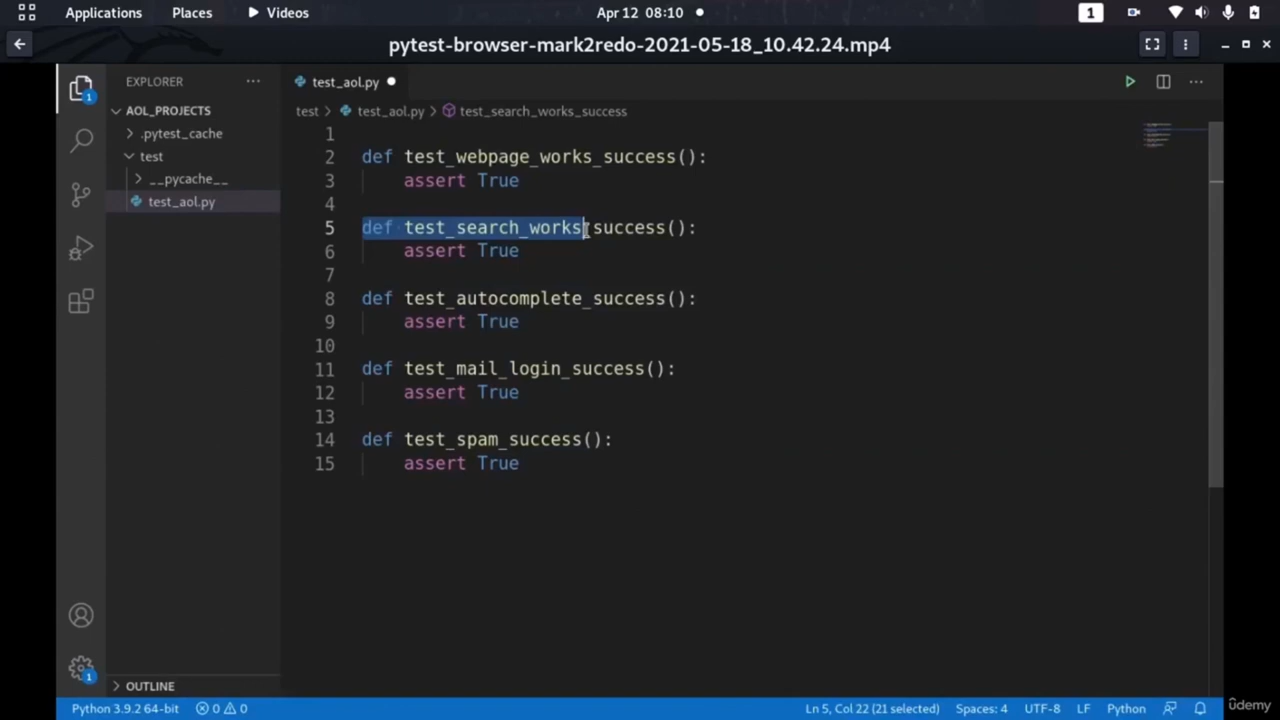 Applications Places Videos Apr 12 08:10 1
pytest-browser-mark2redo-2021-05-18_10.42.24.mp4
1 EXPLORER ··· test_aol.py ···
AOL_PROJECTS test > test_aol.py > test_search_works_success
.pytest_cache
test
__pycache__
test_aol.py
1
2 def test_webpage_works_success():
3 assert True
4
5 def test_search_works_success():
6 assert True
7
8 def test_autocomplete_success():
9 assert True
10
11 def test_mail_login_success():
12 assert True
13
14 def test_spam_success():
15 assert True
1
OUTLINE
Python 3.9.2 64-bit 0 0 Ln 5, Col 22 (21 selected) Spaces: 4 UTF-8 LF Python
ûdemy